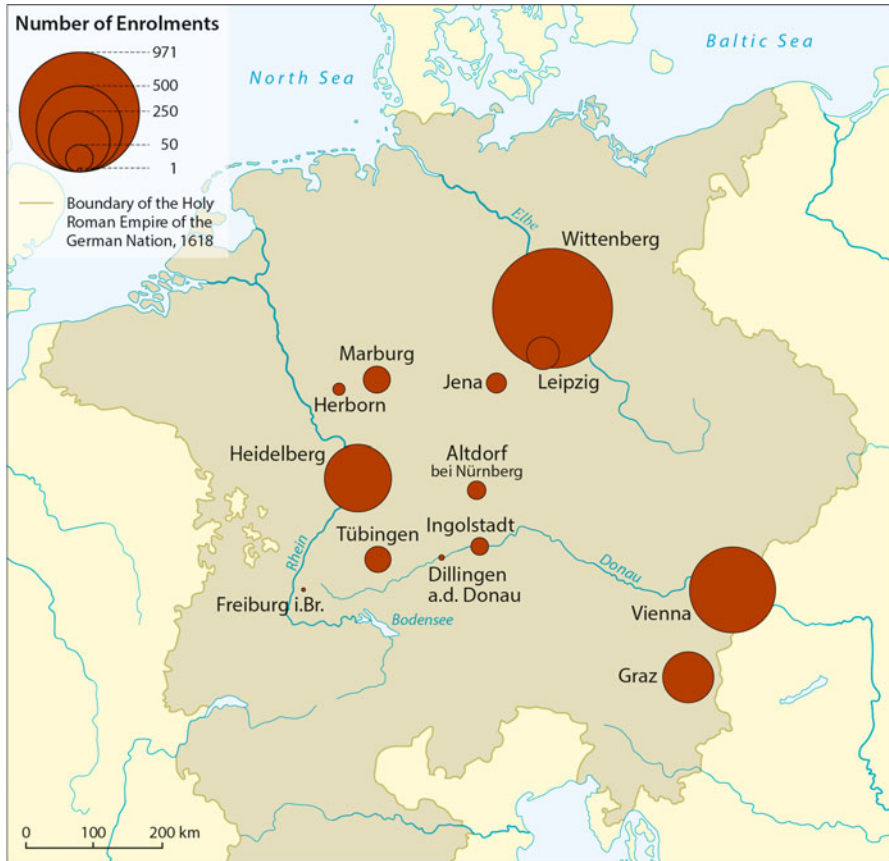 Number of Enrolments
971
500
250
50
1
Boundary of the Holy
Roman Empire of the
German Nation, 1618
North Sea
Baltic Sea
Elbe
Wittenberg
Marburg
Herborn
Jena
Leipzig
Heidelberg
Altdorf
bei Nürnberg
Ingolstadt
Tübingen
Rhein
Donau
Dillingen
a.d. Donau
Freiburg i.Br.
Bodensee
Vienna
Graz
0 100 200 km